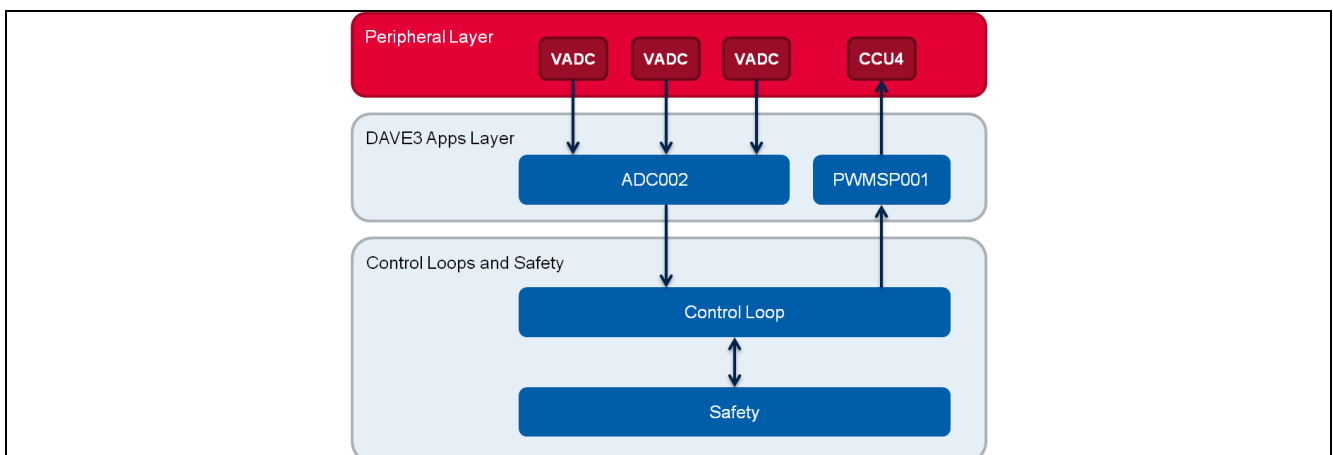 Peripheral Layer
VADC VADC VADC CCU4
DAVE3 Apps Layer
ADC002 PWMSP001
Control Loops and Safety
Control Loop
Safety